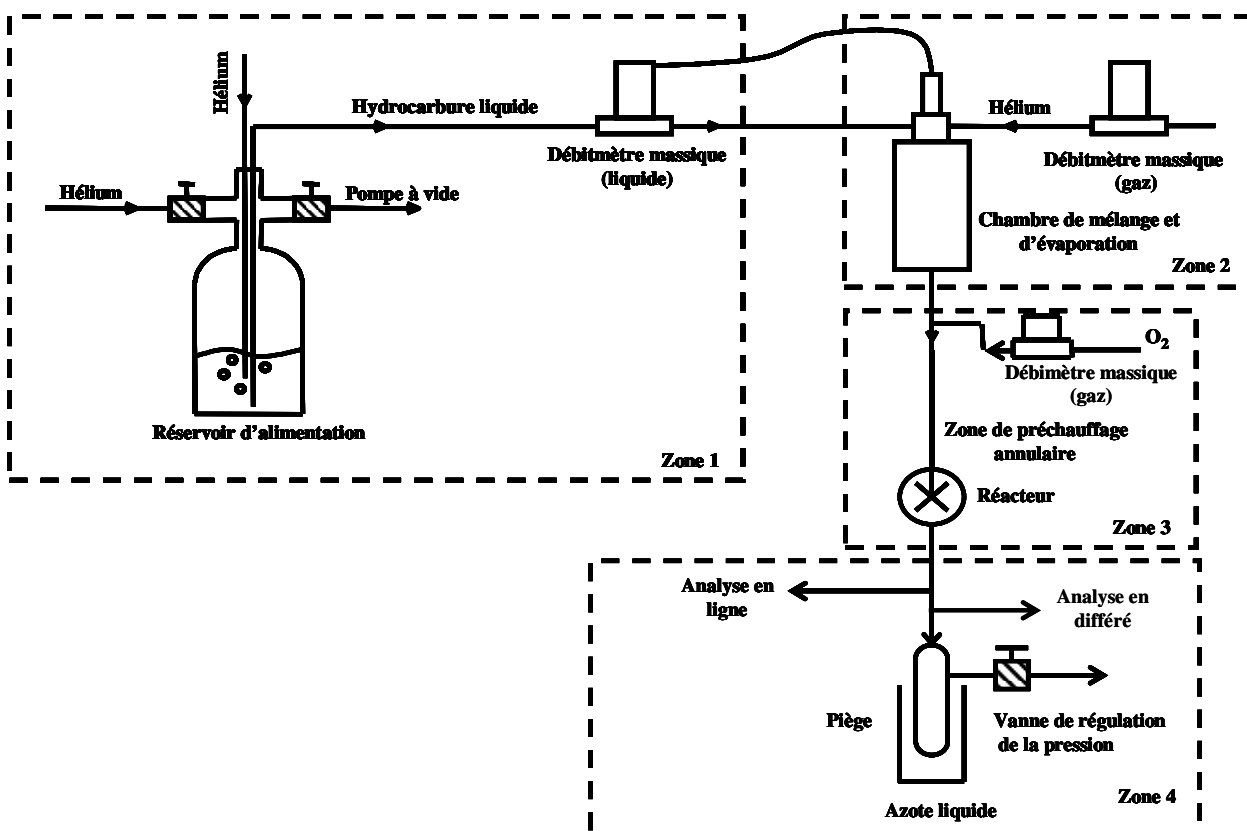 Hélium
Hydrocarbure liquide
Débitmètre massique
(liquide)
Hélium
Pompe à vide
Réservoir d'alimentation
Zone 1
Hélium
Débitmètre massique
(gaz)
Chambre de mélange et
d'évaporation
Zone 2
O2
Débimètre massique
(gaz)
Zone de préchauffage
annulaire
Réacteur
Zone 3
Analyse en
ligne
Analyse en
différé
Piège
Vanne de régulation
de la pression
Azote liquide
Zone 4